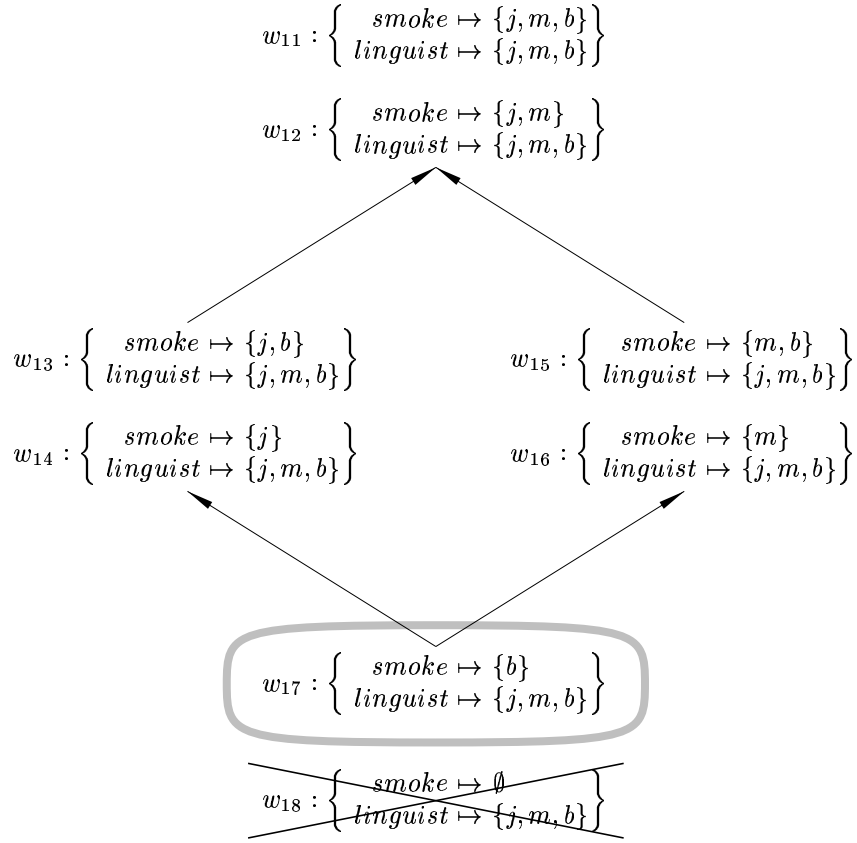 w₁₁ : { smoke ↦ {j, m, b}
linguist ↦ {j, m, b} }
w₁₂ : { smoke ↦ {j, m}
linguist ↦ {j, m, b} }
w₁₃ : { smoke ↦ {j, b}
linguist ↦ {j, m, b} }
w₁₅ : { smoke ↦ {m, b}
linguist ↦ {j, m, b} }
w₁₄ : { smoke ↦ {j}
linguist ↦ {j, m, b} }
w₁₆ : { smoke ↦ {m}
linguist ↦ {j, m, b} }
w₁₇ : { smoke ↦ {b}
linguist ↦ {j, m, b} }
w₁₈ : { smoke ↦ ∅
linguist ↦ {j, m, b} }